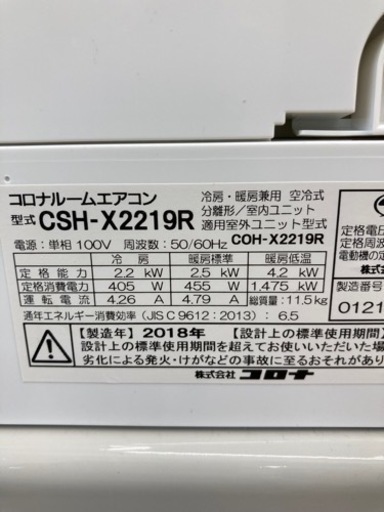 コロナルームエアコン
型式 CSH-X2219R
冷房・暖房兼用 空冷式
分離形／室内ユニット
適用室外ユニット型式
電源：単相100V 周波数：50/60Hz COH-X2219R
冷 房 暖房標準 暖房低温
定 格 能 力 2.2 kW 2.5 kW 4.2 kW
定格消費電力 405 W 455 W 1,475 kW
運 転 電 流 4.26 A 4.79 A 総質量：11.5kg
通年エネルギー消費効率（JIS C 9612：2013）： 6.5
【製造年】2018年 【設計上の標準使用期間】
設計上の標準使用期間を超えてお使いいただいた場
劣化による発火・けがなどの事故に至るおそれがあり
株式会社 コロナ
定格電圧
定格周波
電動機の定
株式
製造番号
0121